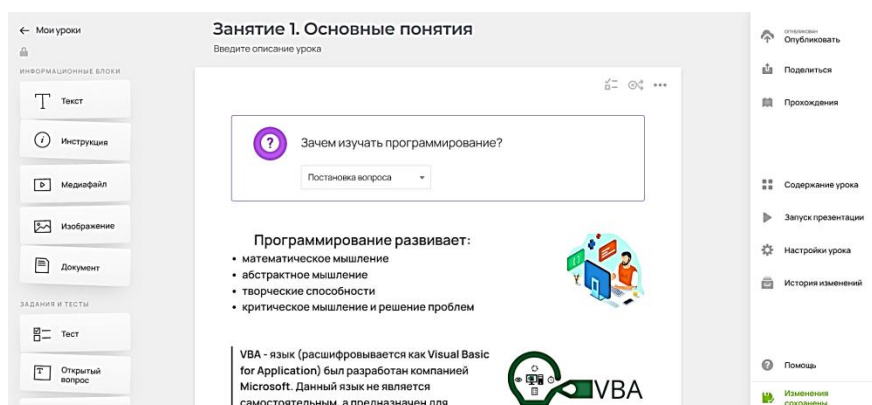 ← Мои уроки
ИНФОРМАЦИОННЫЕ БЛОКИ
Текст
Инструкция
Медиафайл
Изображение
Документ
ЗАДАНИЯ И ТЕСТЫ
Тест
Открытый
вопрос
Занятие 1. Основные понятия
Введите описание урока
Зачем изучать программирование?
Постановка вопроса
Программирование развивает:
• математическое мышление
• абстрактное мышление
• творческие способности
• критическое мышление и решение проблем
VBA - язык (расшифровывается как Visual Basic
for Application) был разработан компанией
Microsoft. Данный язык не является
самостоятельным, а предназначен для
VBA
ОПУБЛИКОВАН
Опубликовать
Поделиться
Прохождения
Содержание урока
Запуск презентации
Настройки урока
История изменений
Помощь
Изменения
сохранены